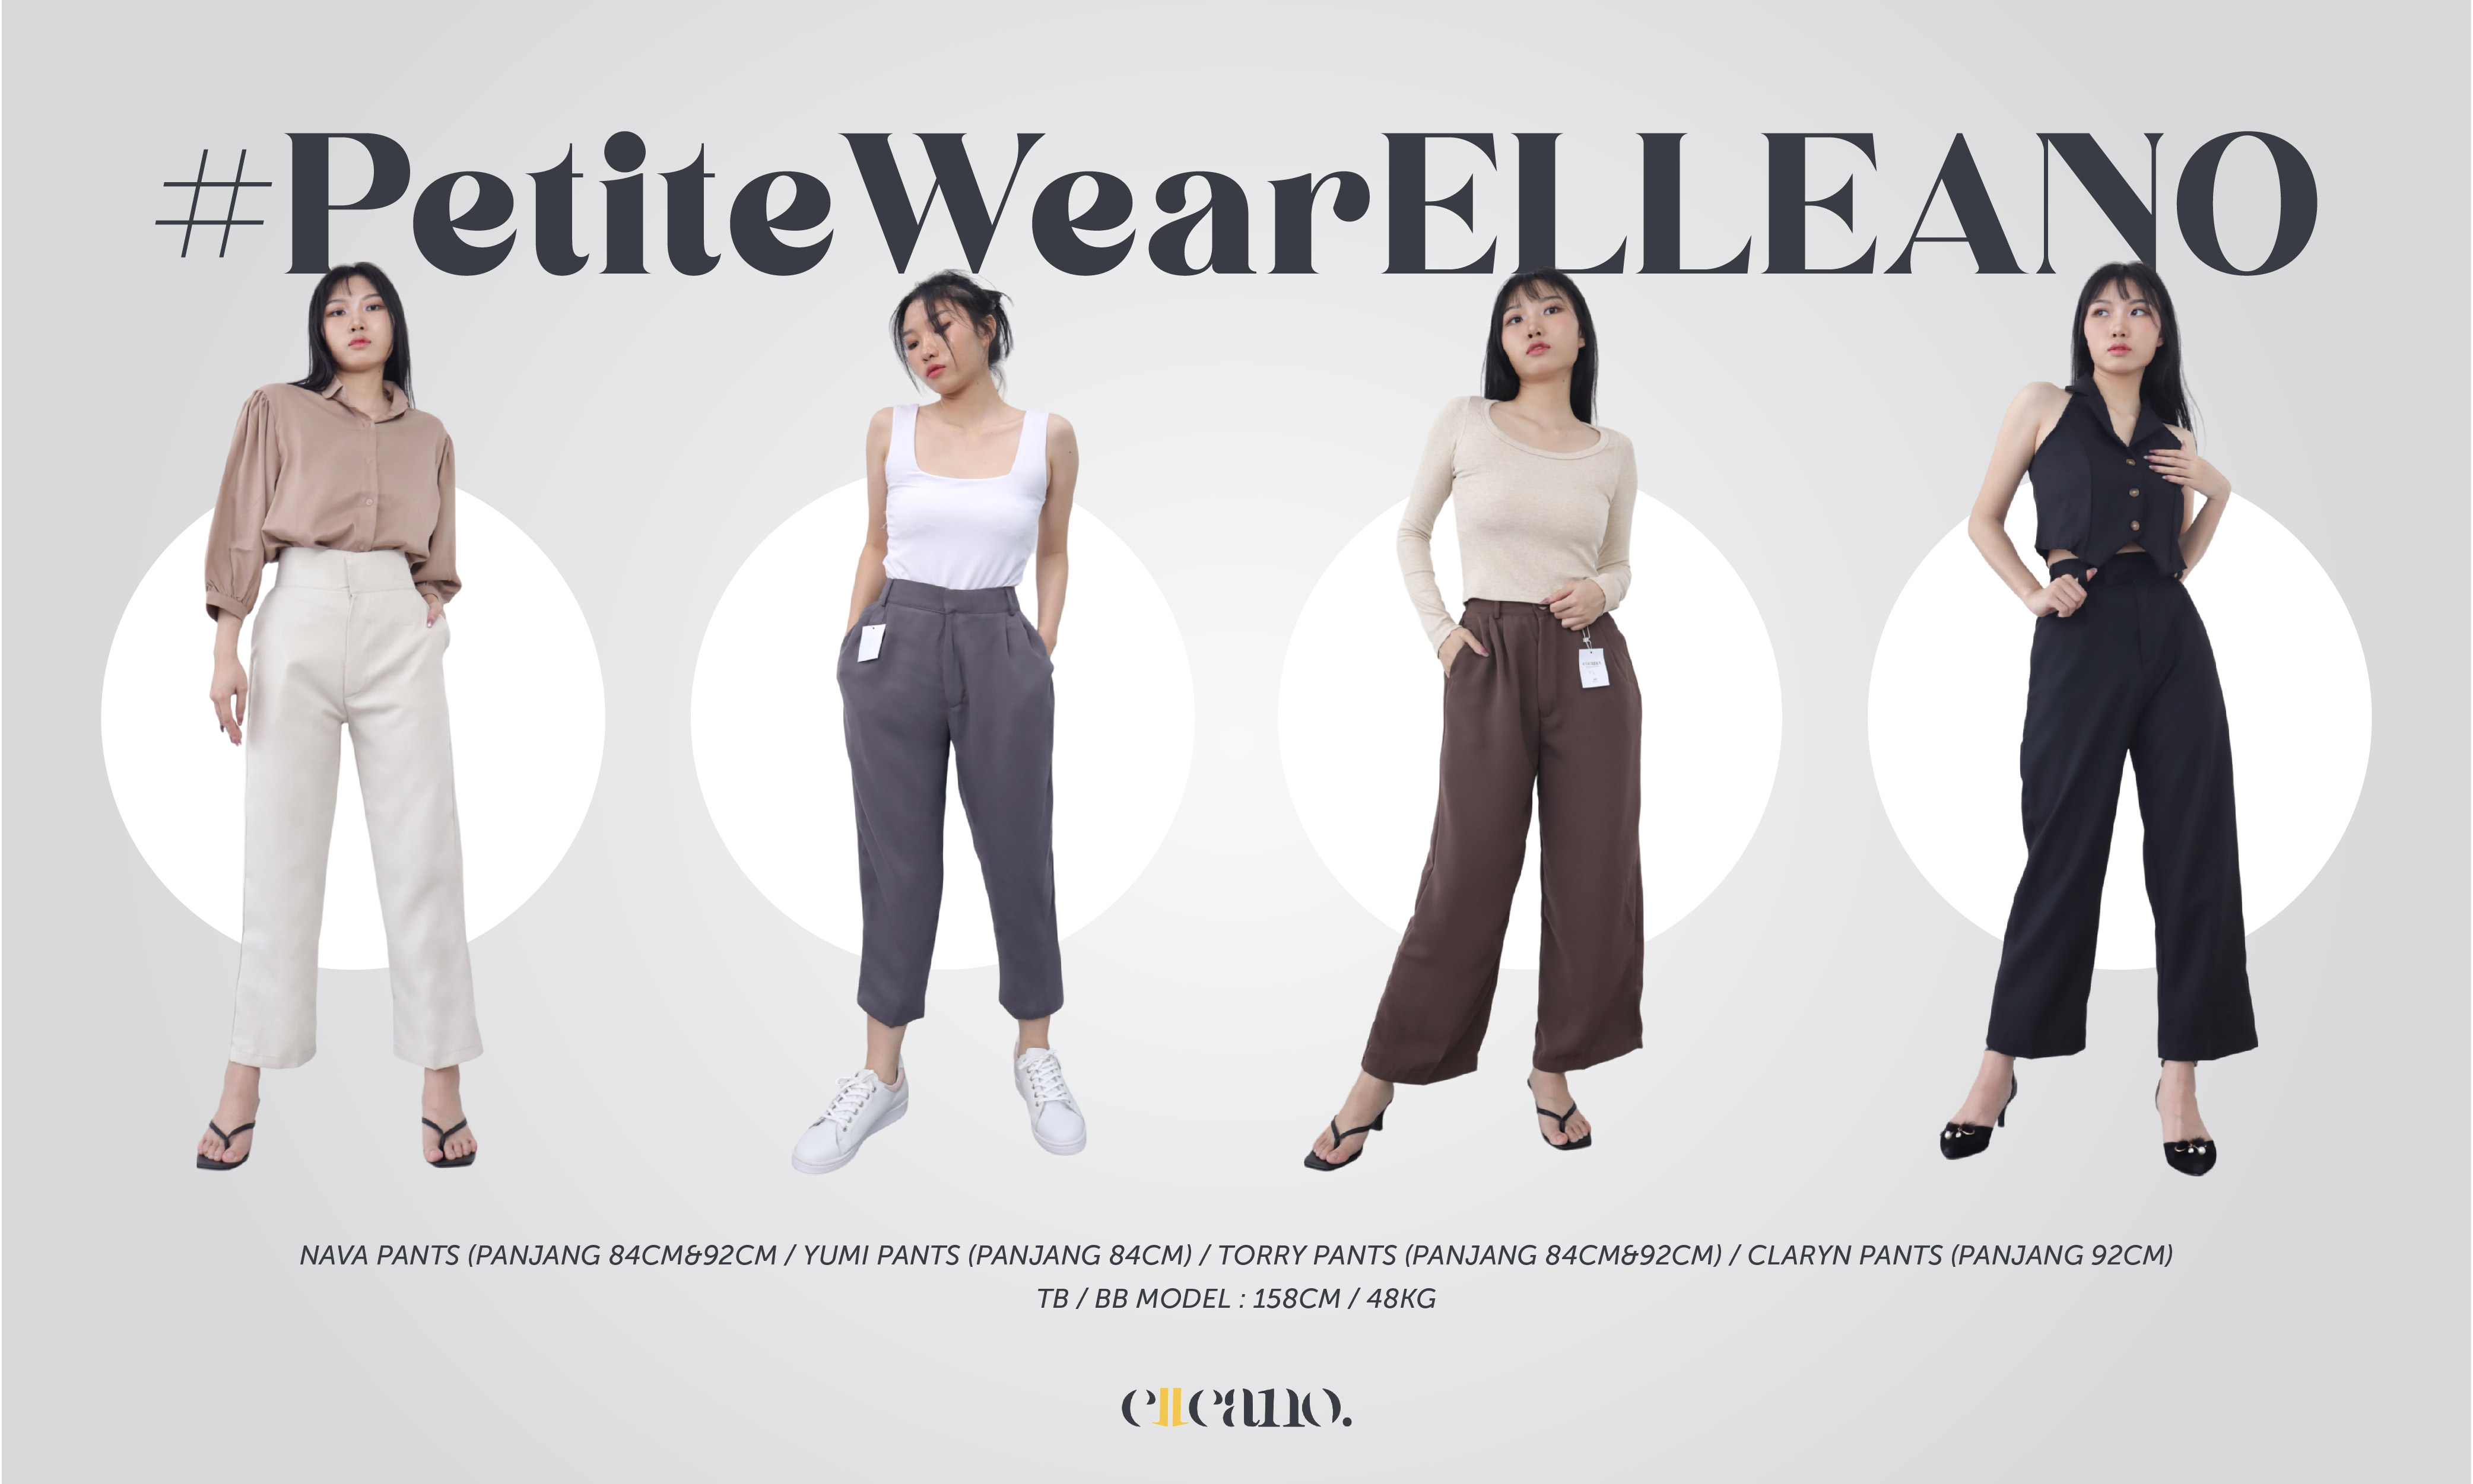 #PetiteWearELLEANO
NAVA PANTS (PANJANG 84CM&92CM / YUMI PANTS (PANJANG 84CM) / TORRY PANTS (PANJANG 84CM&92CM) / CLARYN PANTS (PANJANG 92CM)
TB / BB MODEL : 158CM / 48KG
elleano.